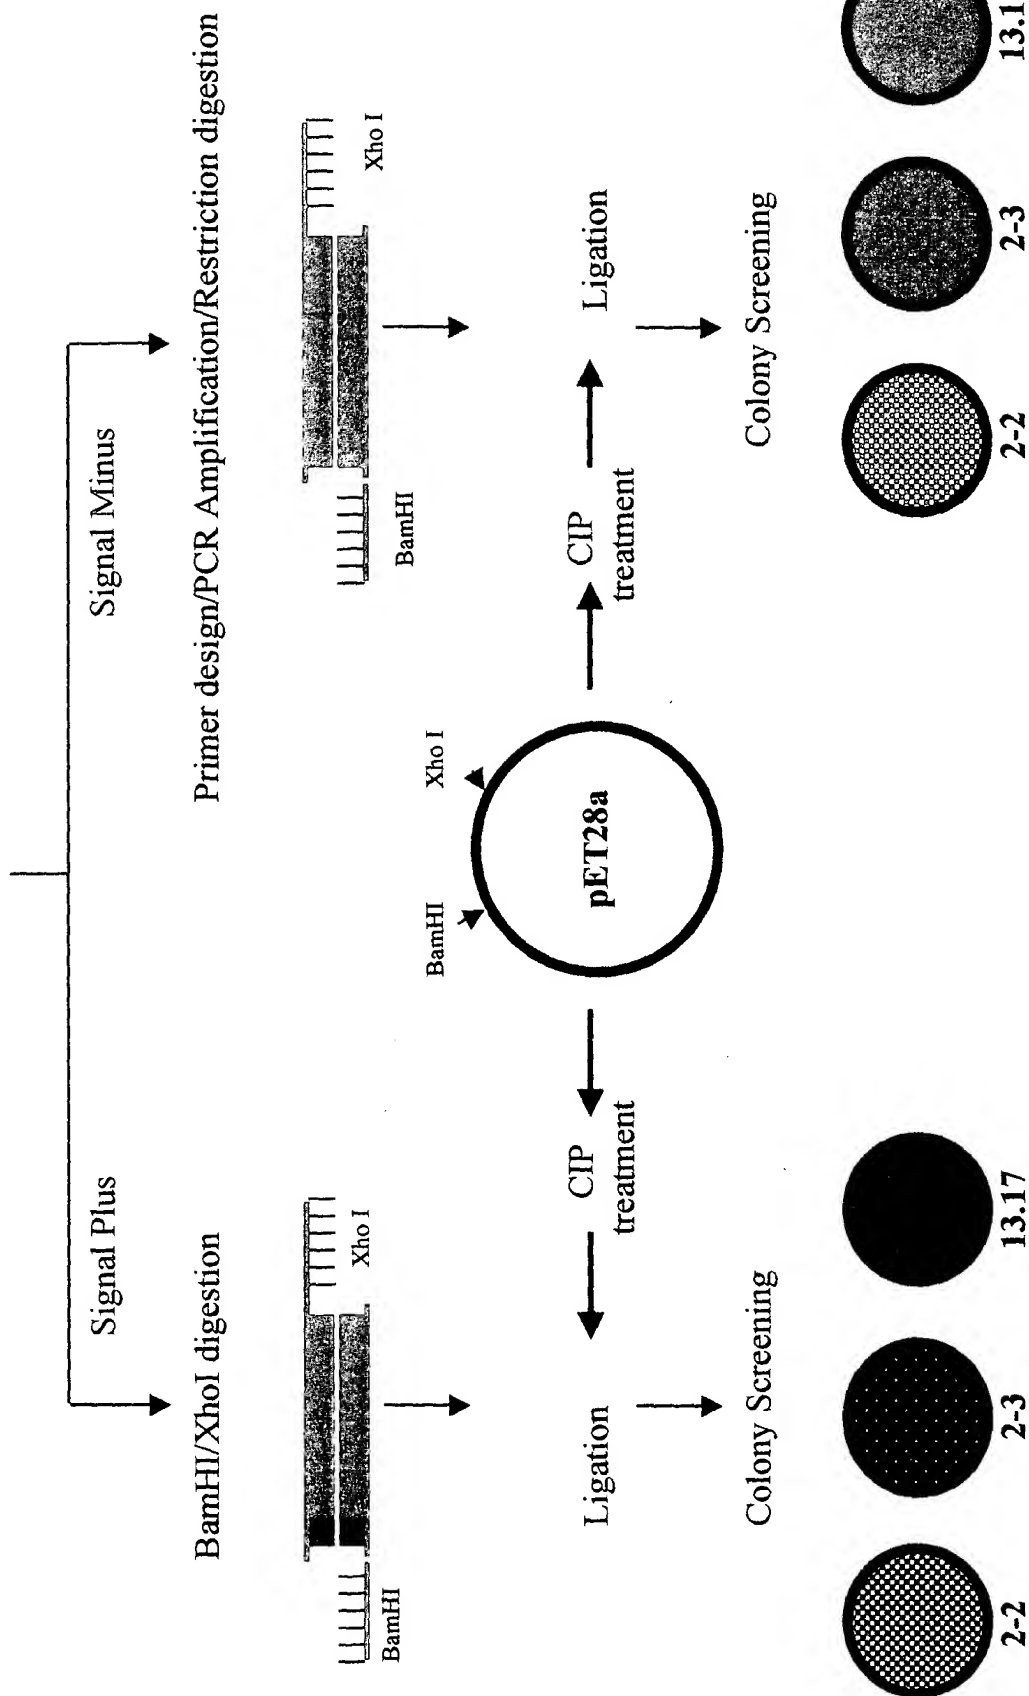 Signal Plus
Signal Minus
BamHI/XhoI digestion
Primer design/PCR Amplification/Restriction digestion
BamHI
Xho I
BamHI
Xho I
BamHI
Xho I
pET28a
Ligation
CIP
treatment
CIP
treatment
Ligation
Colony Screening
Colony Screening
2-2
2-3
13.17
2-2
2-3
13.1